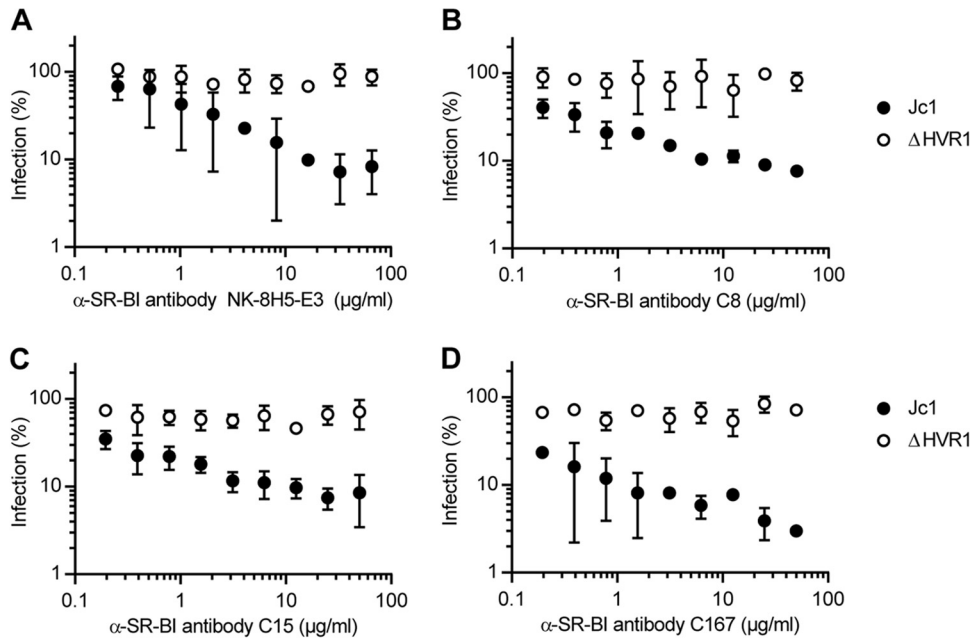 A
B
Infection (%)
100
10
1
0.1
1
10
100
α-SR-BI antibody NK-8H5-E3 (µg/ml)
Infection (%)
100
10
1
0.1
1
10
100
α-SR-BI antibody C8 (µg/ml)
Jc1
ΔHVR1
C
D
Infection (%)
100
10
1
0.1
1
10
100
α-SR-BI antibody C15 (µg/ml)
Infection (%)
100
10
1
0.1
1
10
100
α-SR-BI antibody C167 (µg/ml)
Jc1
ΔHVR1